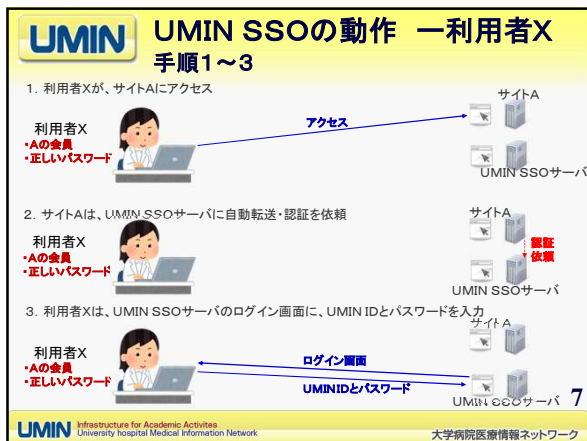 UMIN
UMIN SSOの動作 ー利用者X
手順1～3
1. 利用者Xが、サイトAにアクセス
サイトA
利用者X
・Aの会員
・正しいパスワード
アクセス
UMIN SSOサーバ
2. サイトAは、UMIN SSOサーバに自動転送・認証を依頼
サイトA
利用者X
・Aの会員
・正しいパスワード
認証
依頼
UMIN SSOサーバ
3. 利用者Xは、UMIN SSOサーバのログイン画面に、UMIN IDとパスワードを入力
サイトA
利用者X
・Aの会員
・正しいパスワード
ログイン画面
UMINIDとパスワード
UMIN SSOサーバ
7
UMIN
Infrastructure for Academic Activites
University hospital Medical Information Network
大学病院医療情報ネットワーク